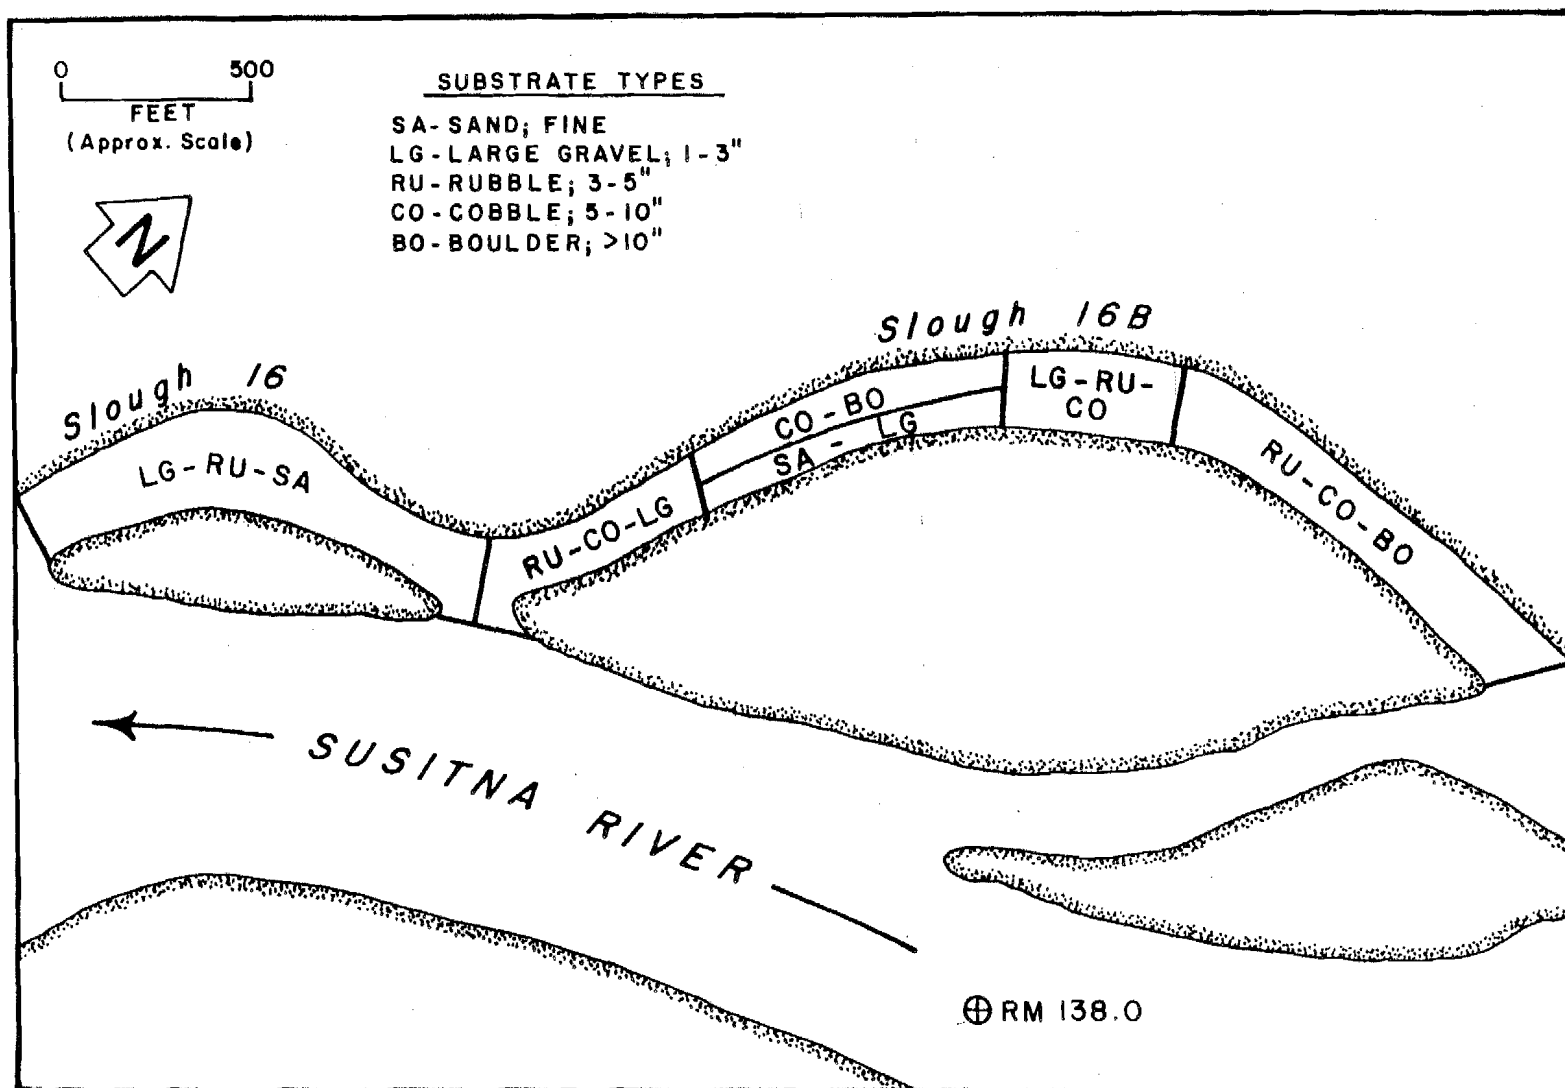 0 500
FEET
(Approx. Scale)
N
SUBSTRATE TYPES
SA-SAND; FINE
LG-LARGE GRAVEL; 1-3"
RU-RUBBLE; 3-5"
CO-COBBLE; 5-10"
BO-BOULDER; >10"
Slough 16B
Slough 16
LG-RU-
CO
CO-BO
SA - LG
RU-CO-BO
LG-RU-SA
RU-CO-LG
SUSITNA RIVER
RM 138.0